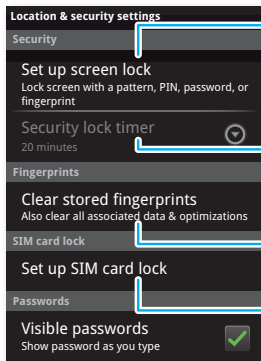 Location & security settings
Security
Set up screen lock
Lock screen with a pattern, PIN, password, or
fingerprint
Security lock timer
20 minutes
Fingerprints
Clear stored fingerprints
Also clear all associated data & optimizations
SIM card lock
Set up SIM card lock
Passwords
Visible passwords
Show password as you type